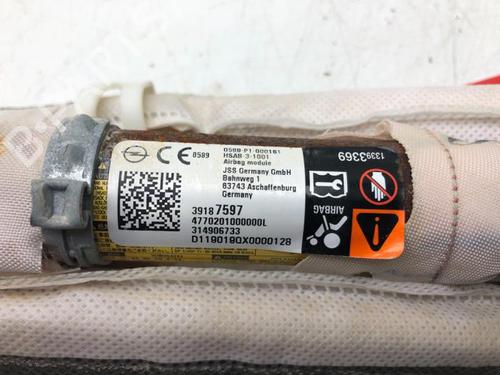 0589
0589-P1-000161
HSAB-3-1001
Airbag module
JSS Germany GmbH
Bahnweg 1
63743 Aschaffenburg
Germany
39187597
4770201000000L
314906733
D119019QX0000128
13393369
AIRBAG